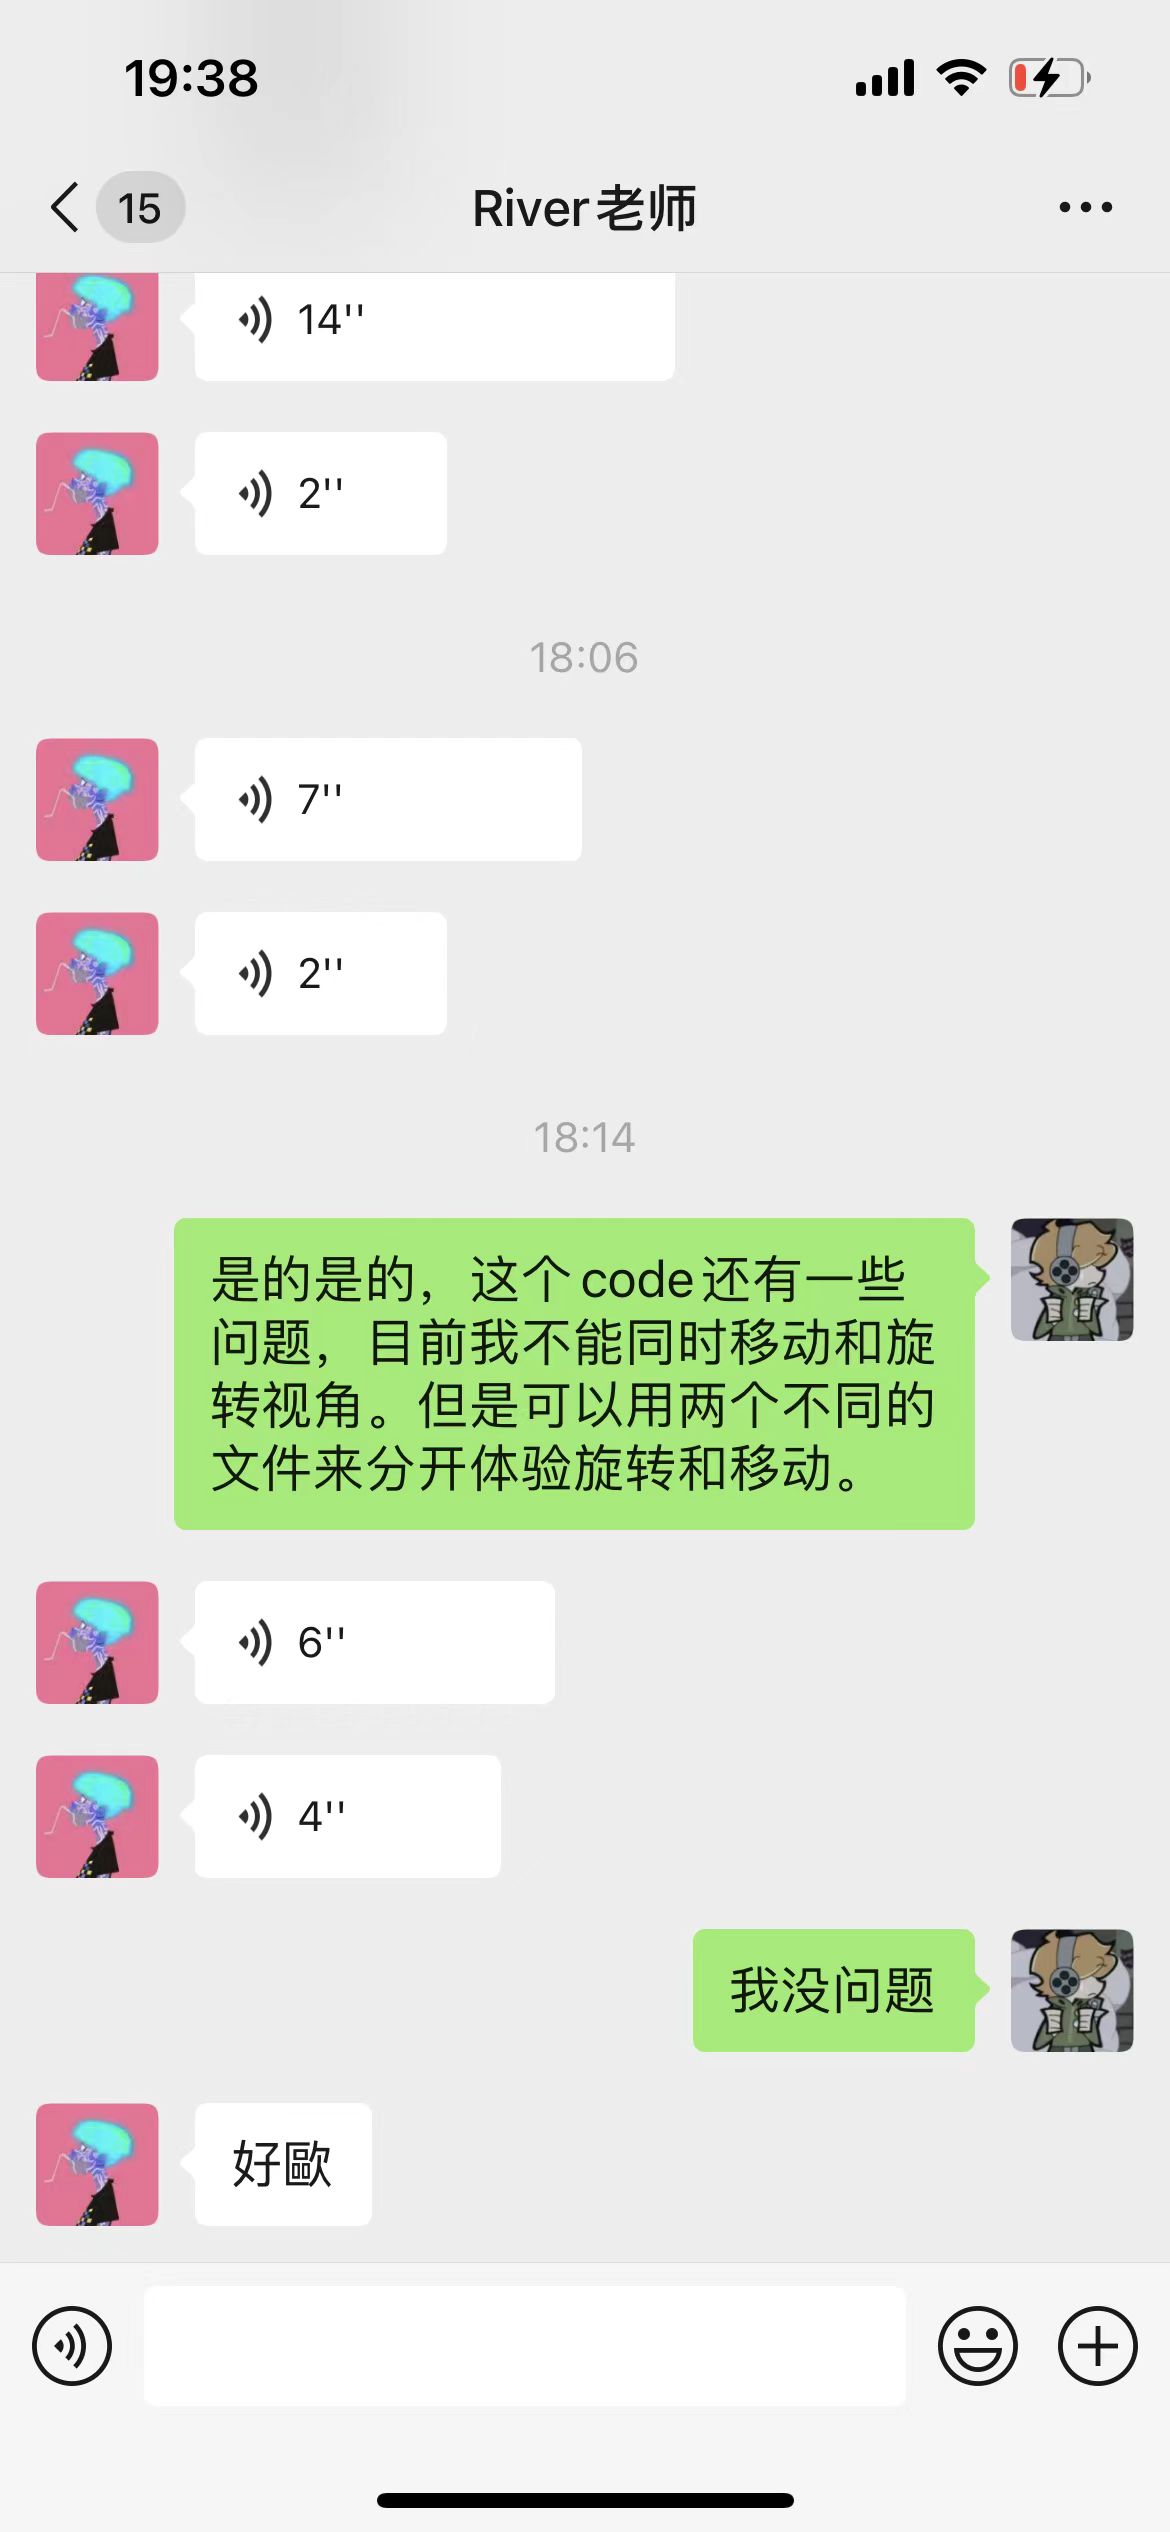 19:38
15
River老师
14''
2''
18:06
7''
2''
18:14
是的是的，这个code还有一些
问题，目前我不能同时移动和旋
转视角。但是可以用两个不同的
文件来分开体验旋转和移动。
6''
4''
我没问题
好歐